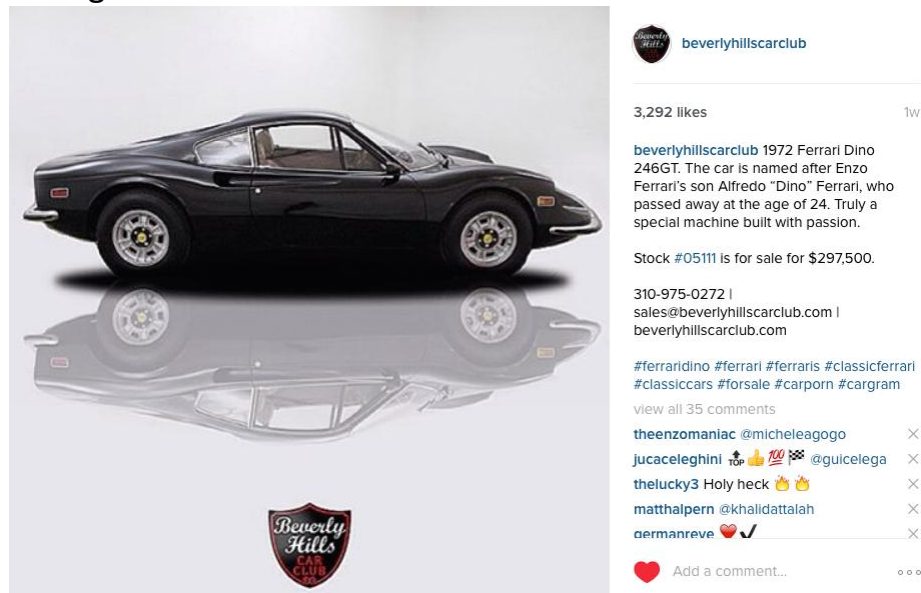 beverlyhillscarclub
3,292 likes
1w
beverlyhillscarclub 1972 Ferrari Dino
246GT. The car is named after Enzo
Ferrari's son Alfredo “Dino” Ferrari, who
passed away at the age of 24. Truly a
special machine built with passion.
Stock #05111 is for sale for $297,500.
310-975-0272 |
sales@beverlyhillscarclub.com |
beverlyhillscarclub.com
#ferraridino #ferrari #ferraris #classicferrari
#classiccars #forsale #carporn #cargram
view all 35 comments
theenzomaniac @micheleagogo
jucaceleghini 🔝👍💯🏁 @guicelega
thelucky3 Holy heck 🔥🔥
matthalpern @khalidattalah
germanreye ❤️✔️
Add a comment...
Beverly
Hills
CAR
CLUB